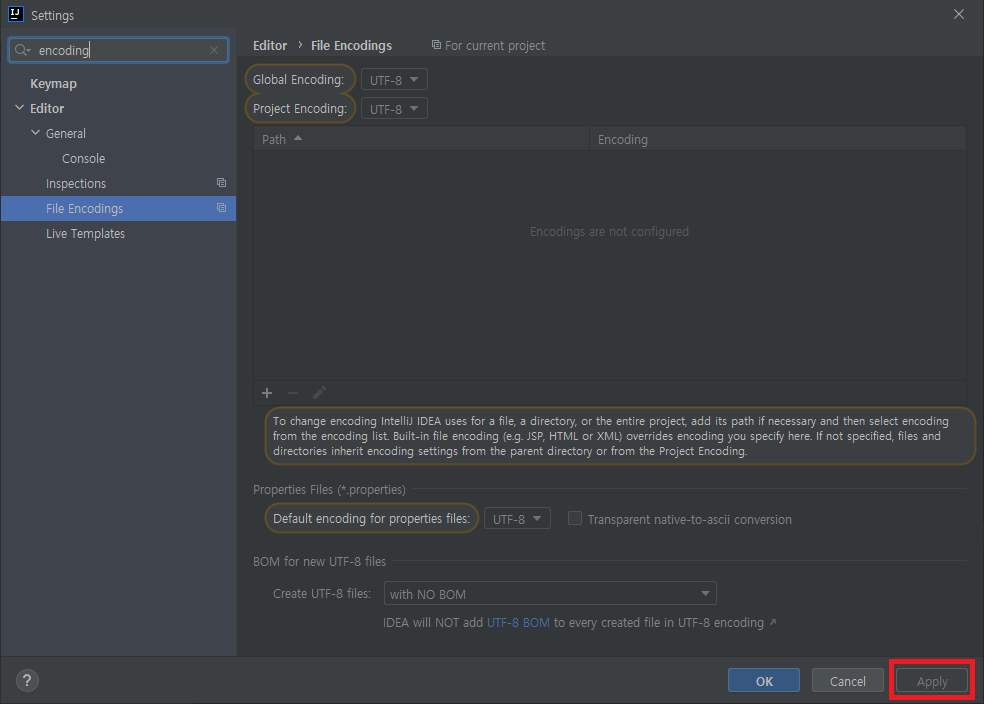 IJ
Settings
encoding
Keymap
Editor
General
Console
Inspections
File Encodings
Live Templates
Editor › File Encodings For current project
Global Encoding: UTF-8
Project Encoding: UTF-8
Path Encoding
Encodings are not configured
To change encoding IntelliJ IDEA uses for a file, a directory, or the entire project, add its path if necessary and then select encoding
from the encoding list. Built-in file encoding (e.g. JSP, HTML or XML) overrides encoding you specify here. If not specified, files and
directories inherit encoding settings from the parent directory or from the Project Encoding.
Properties Files (*.properties)
Default encoding for properties files: UTF-8 Transparent native-to-ascii conversion
BOM for new UTF-8 files
Create UTF-8 files: with NO BOM
IDEA will NOT add UTF-8 BOM to every created file in UTF-8 encoding ↗
? OK Cancel Apply